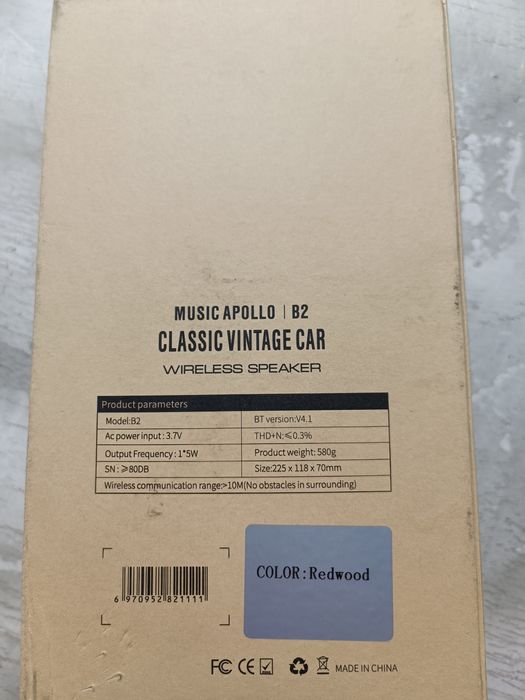 MUSIC APOLLO | B2
CLASSIC VINTAGE CAR
WIRELESS SPEAKER
Product parameters
Model:B2 BT version:V4.1
Ac power input : 3.7V THD+N:≤0.3%
Output Frequency : 1*5W Product weight: 580g
SN : ≥80DB Size:225 x 118 x 70mm
Wireless communication range:>10M(No obstacles in surrounding)
COLOR:Redwood
6 970952 821111
FC CE MADE IN CHINA